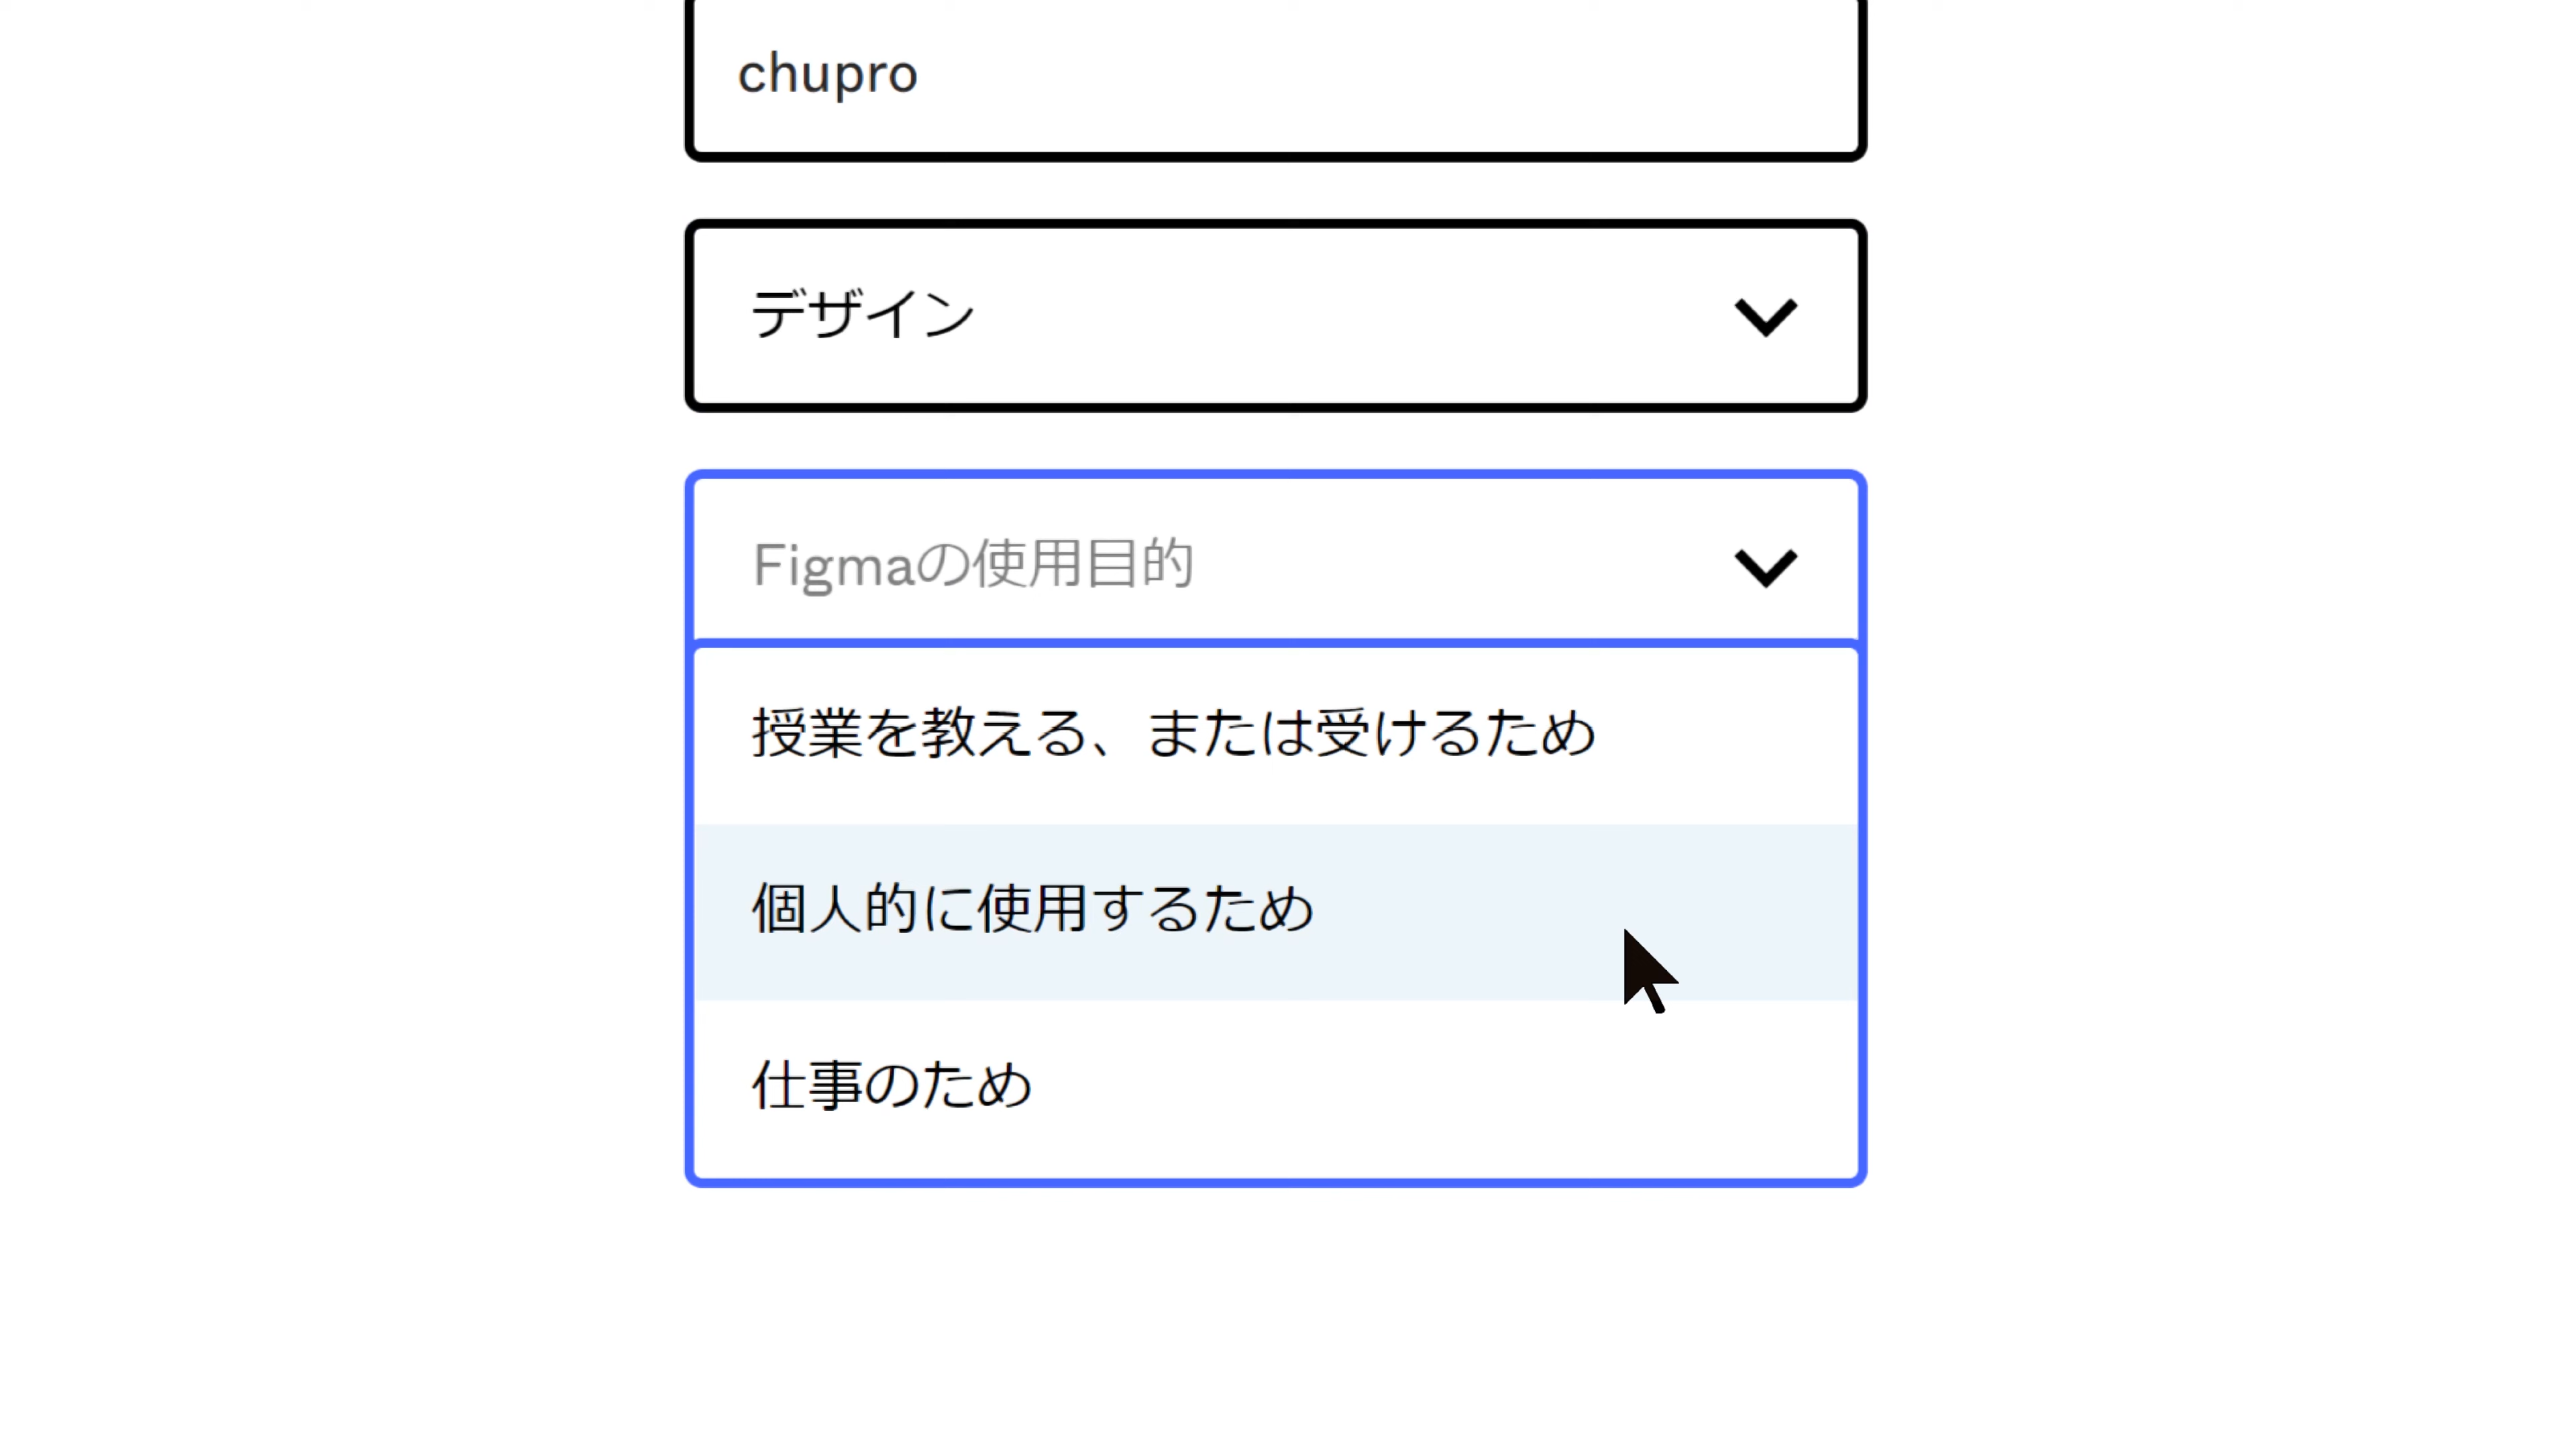 chupro
デザイン
Figmaの使用目的
授業を教える、または受けるため
個人的に使用するため
仕事のため